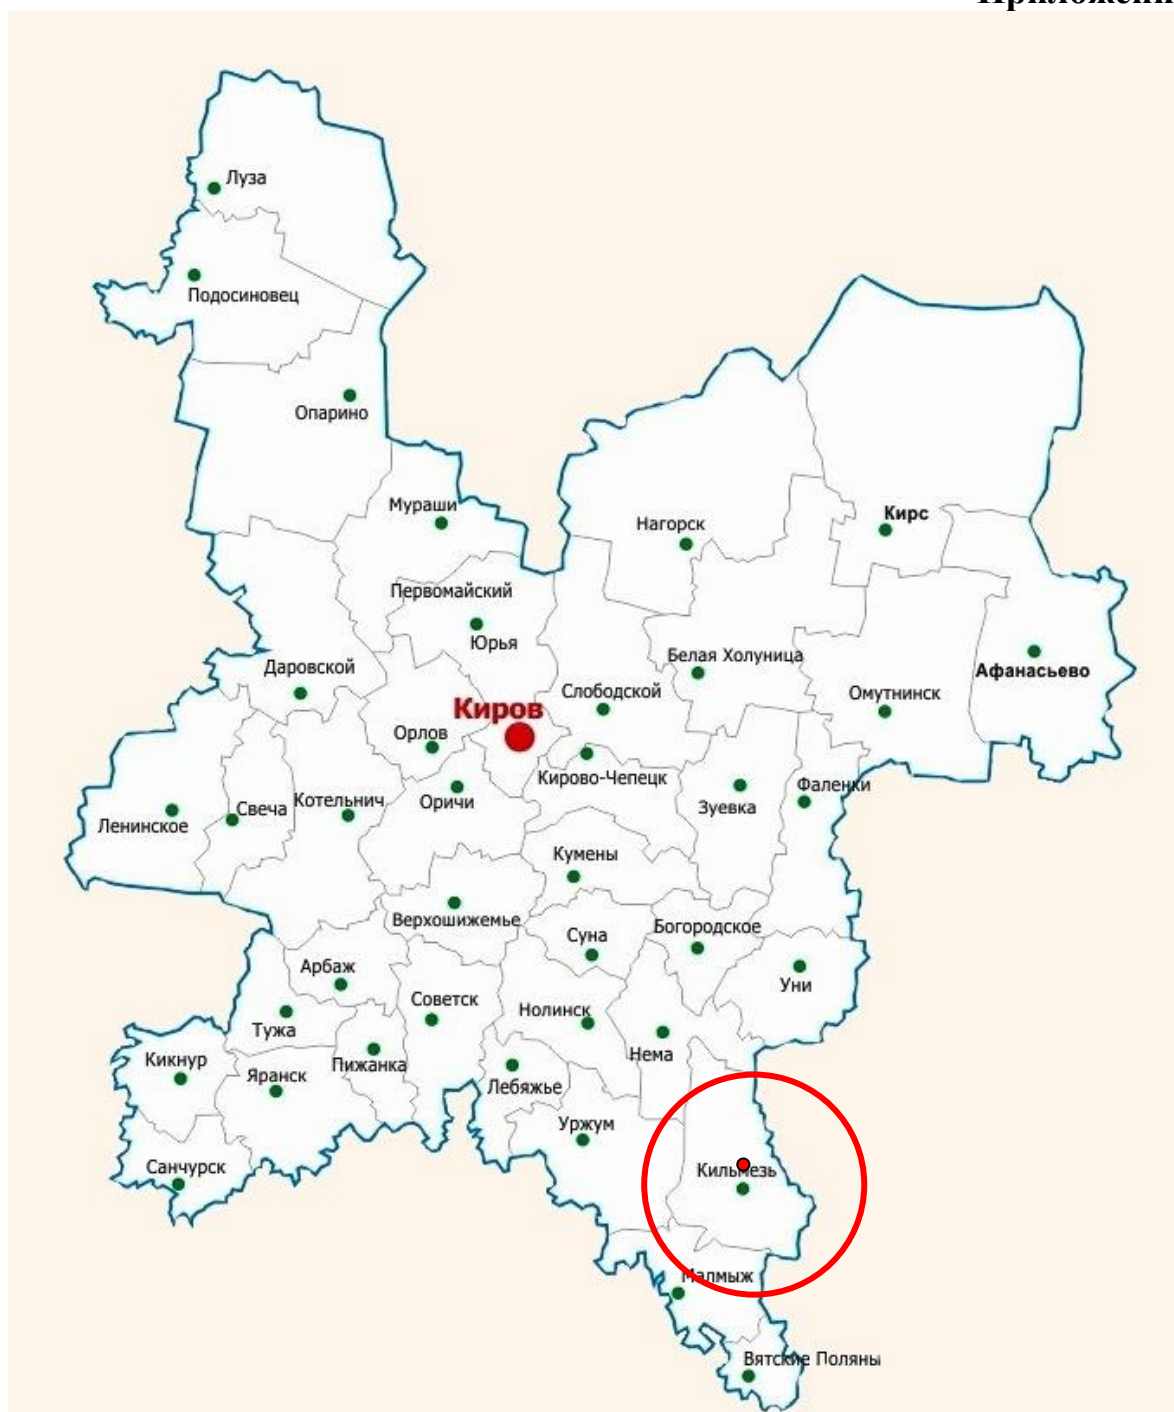 Луза
Подосиновец
Опарино
Мураши
Нагорск
Кирс
Первомайский
Юрья
Даровской
Белая Холуница
Афанасьево
Слободской
Омутнинск
Киров
Орлов
Кирово-Чепецк
Фаленки
Котельнич
Оричи
Свеча
Зуевка
Ленинское
Кумены
Верхошижемье
Богородское
Суна
Арбаж
Уни
Советск
Нолинск
Тужа
Нема
Кикнур
Пижанка
Яранск
Лебяжье
Уржум
Санчурск
Кильмезь
Малмыж
Вятские Поляны